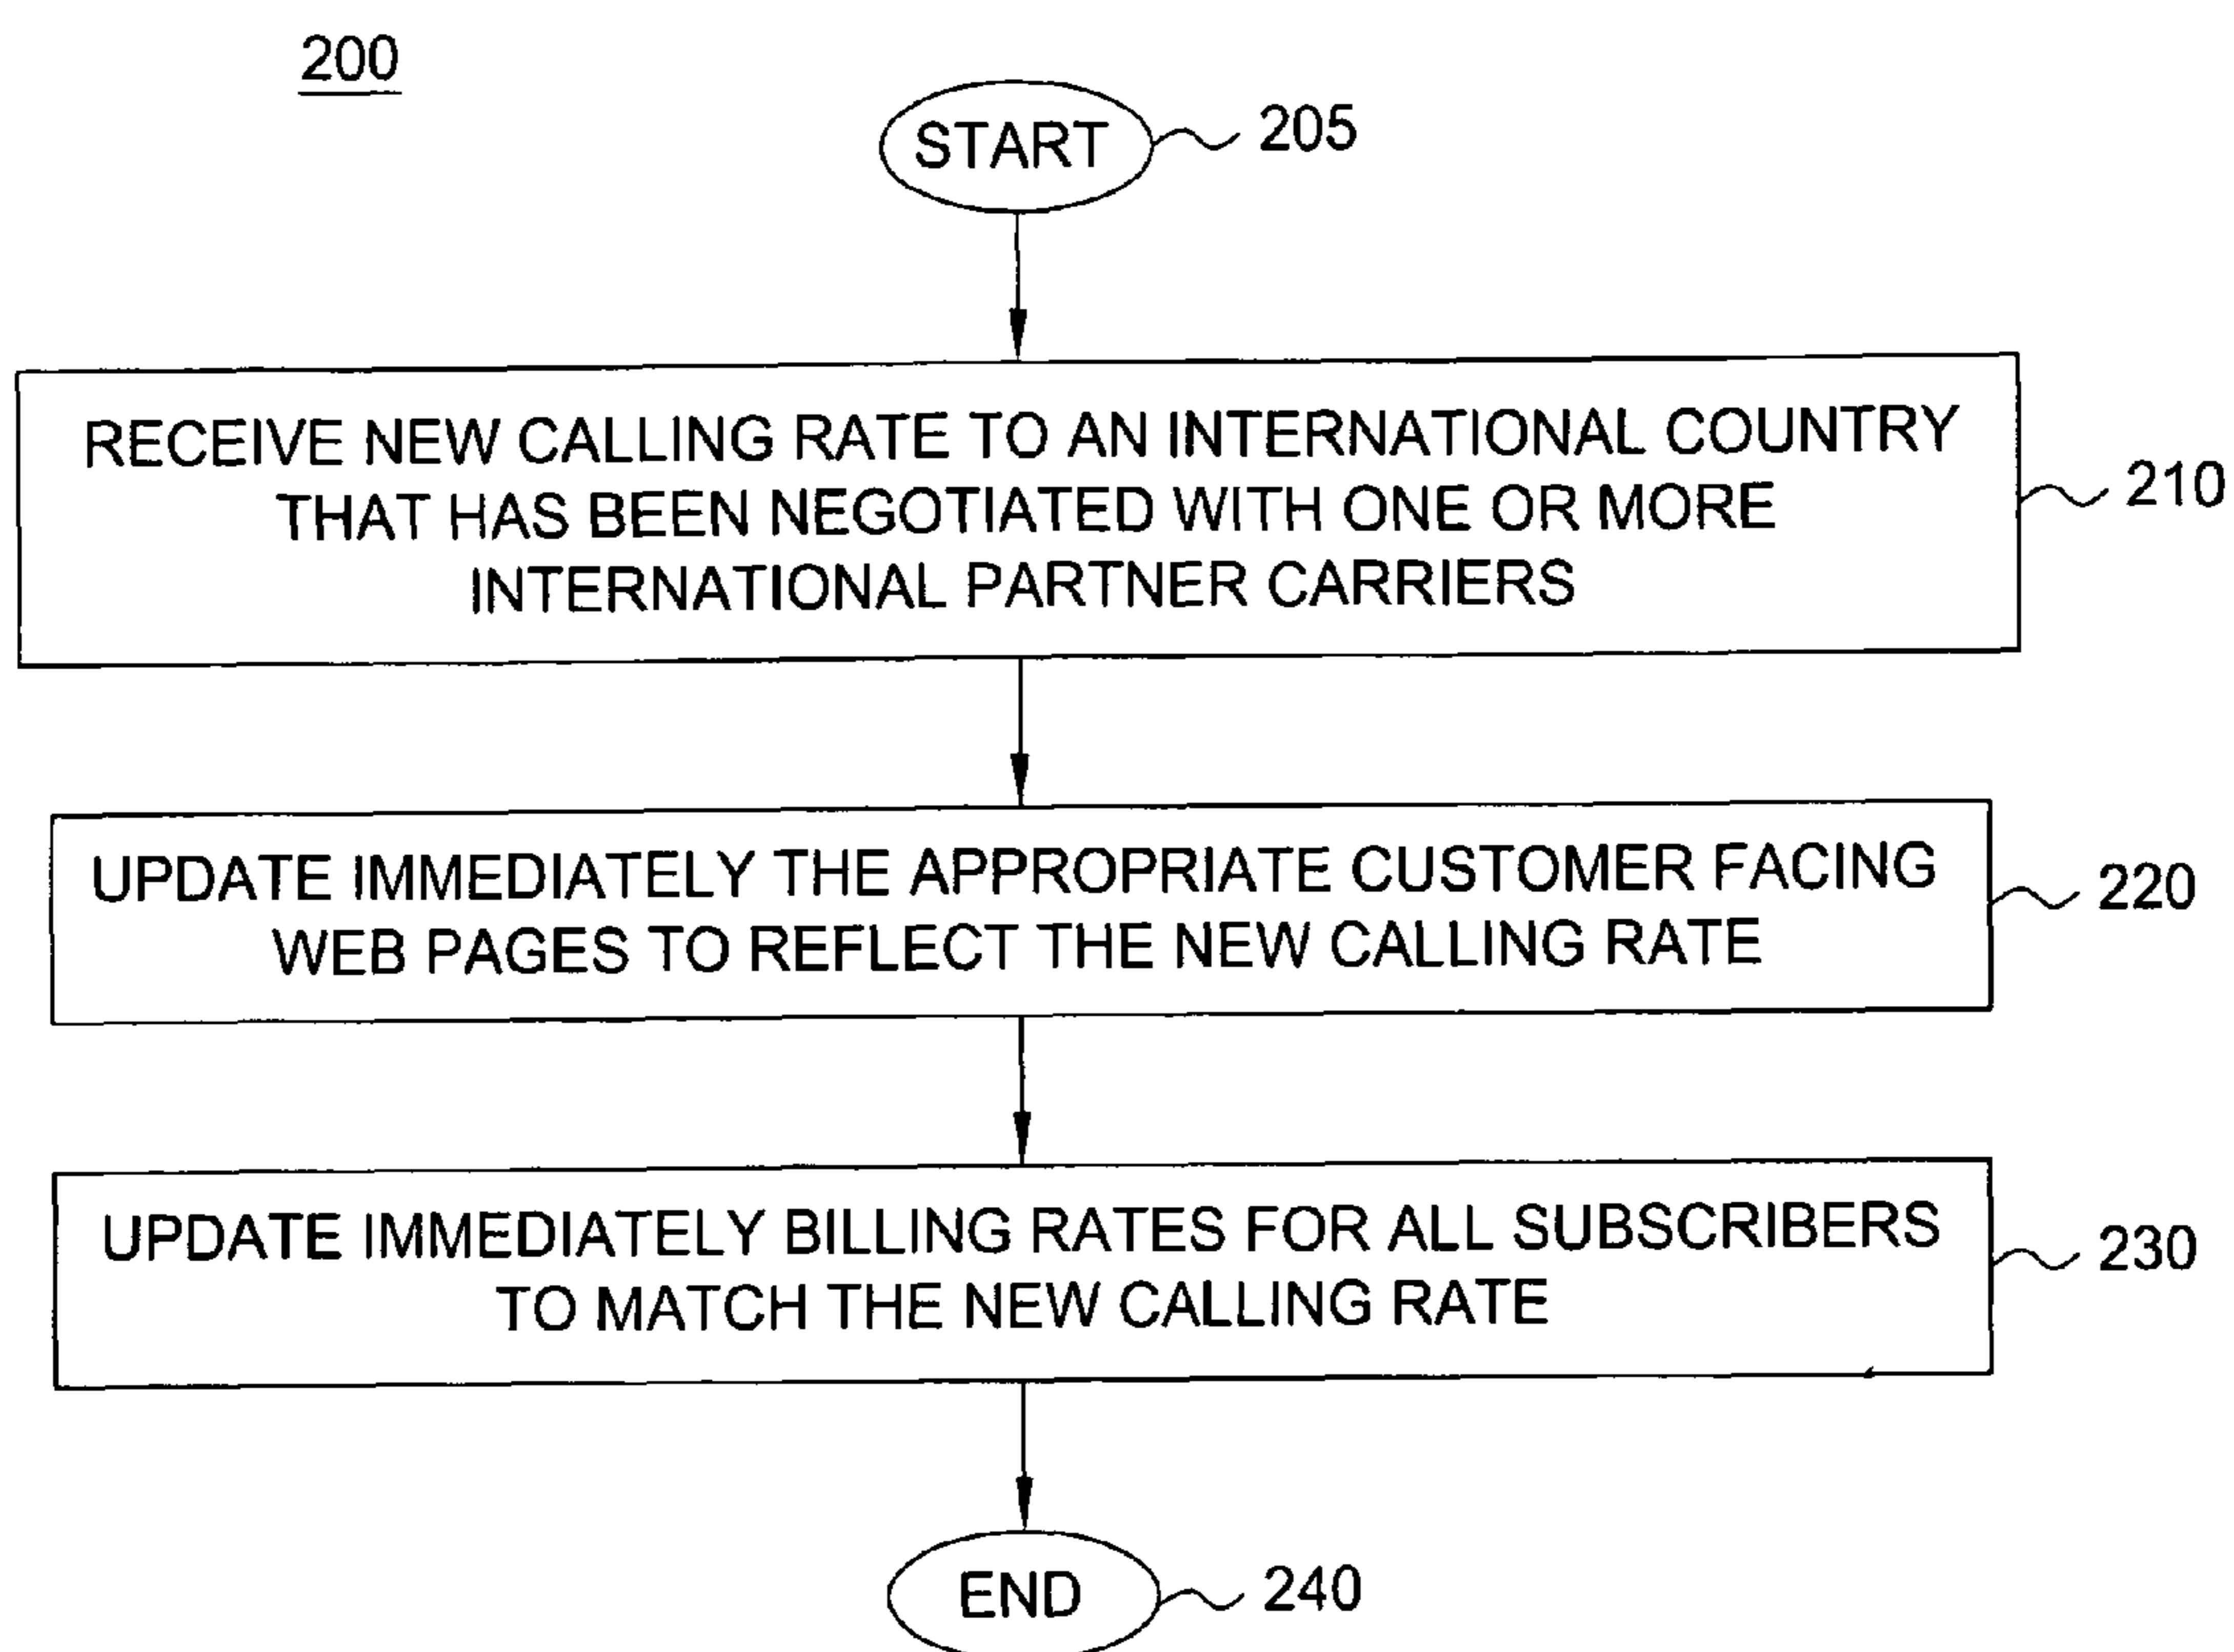 200
START
205
RECEIVE NEW CALLING RATE TO AN INTERNATIONAL COUNTRY
THAT HAS BEEN NEGOTIATED WITH ONE OR MORE
INTERNATIONAL PARTNER CARRIERS
210
UPDATE IMMEDIATELY THE APPROPRIATE CUSTOMER FACING
WEB PAGES TO REFLECT THE NEW CALLING RATE
220
UPDATE IMMEDIATELY BILLING RATES FOR ALL SUBSCRIBERS
TO MATCH THE NEW CALLING RATE
230
END
240